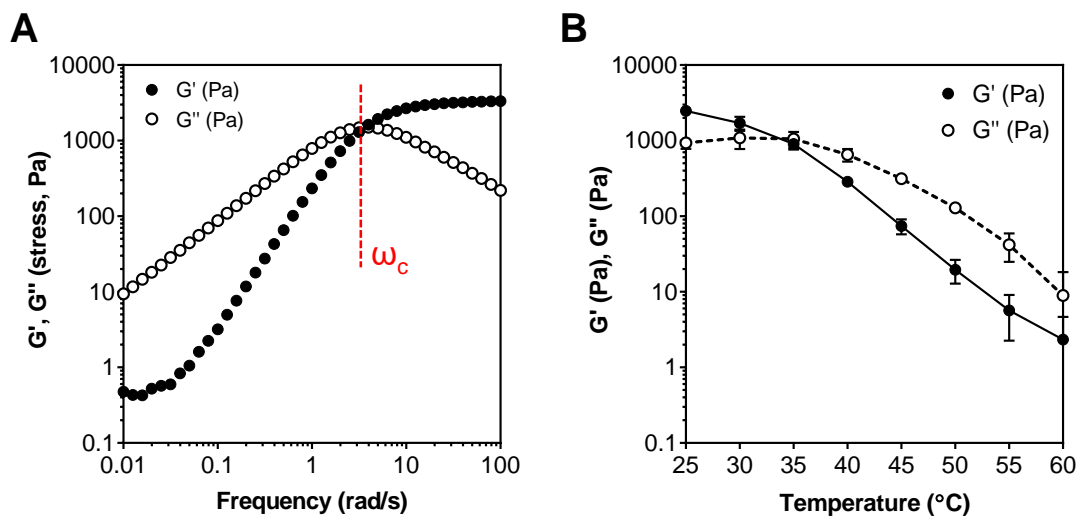 A
G', G'' (stress, Pa)
10000
1000
100
10
1
0.1
G' (Pa)
G'' (Pa)
ωc
0.01
0.1
1
10
100
Frequency (rad/s)
B
G' (Pa), G'' (Pa)
10000
1000
100
10
1
0.1
G' (Pa)
G'' (Pa)
25
30
35
40
45
50
55
60
Temperature (°C)